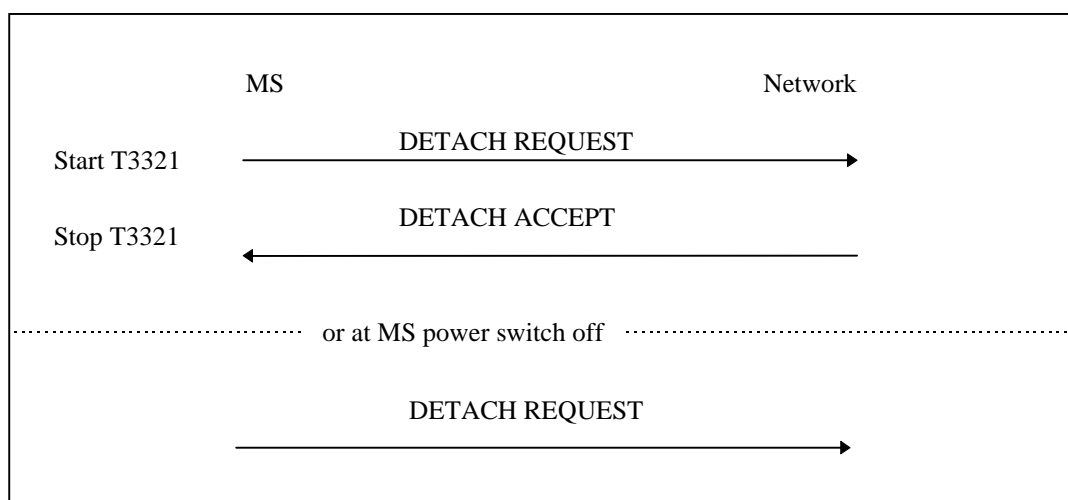 MS Network
Start T3321 DETACH REQUEST
Stop T3321 DETACH ACCEPT
or at MS power switch off
DETACH REQUEST